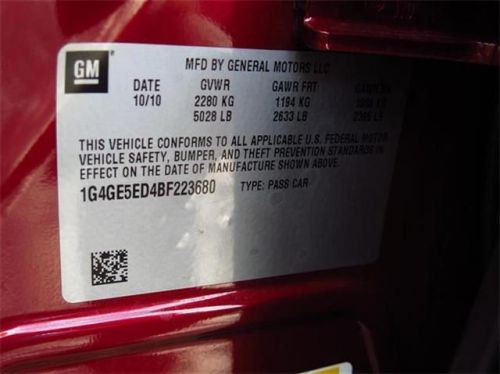 GM
MFD BY GENERAL MOTORS LLC
DATE GVWR GAWR FRT GAWR RR
10/10 2280 KG 1194 KG
5028 LB 2633 LB
THIS VEHICLE CONFORMS TO ALL APPLICABLE U.S. FEDERAL MOTOR
VEHICLE SAFETY, BUMPER, AND THEFT PREVENTION STANDARDS IN
EFFECT ON THE DATE OF MANUFACTURE SHOWN ABOVE.
1G4GE5ED4BF223680 TYPE: PASS CAR